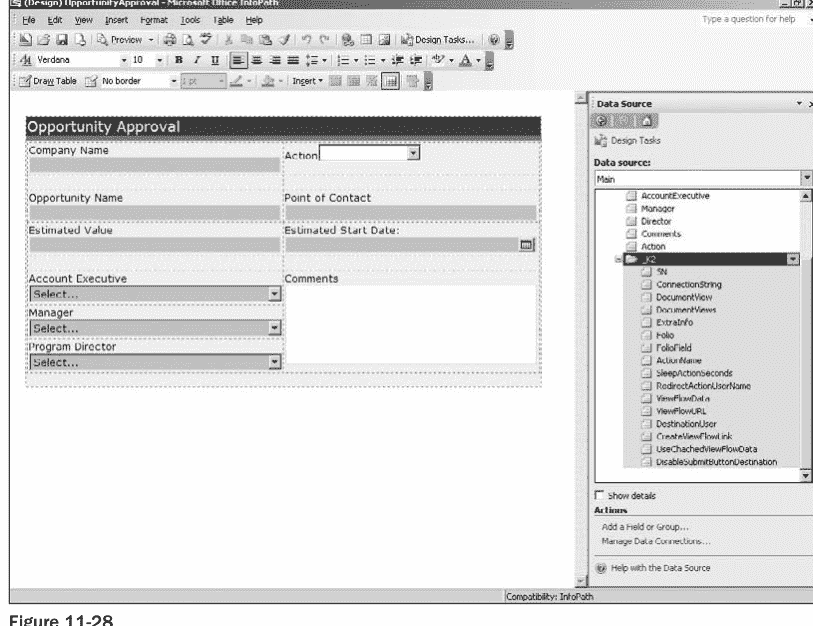 (Design) OpportunityApproval - Microsoft Office InfoPath
File Edit View Insert Format Tools Table Help
Type a question for help
Preview
Design Tasks...
Verdana 10 B I U
Draw Table No border 1 pt Insert
Opportunity Approval
Company Name
Action
Opportunity Name
Point of Contact
Estimated Value
Estimated Start Date:
Account Executive
Select...
Manager
Select...
Program Director
Select...
Comments
Data Source
Design Tasks
Data source:
Main
AccountExecutive
Manager
Director
Comments
Action
_K2
SN
ConnectionString
DocumentView
DocumentViews
ExtraInfo
Folio
FolioField
ActionName
SleepActionSeconds
RedirectActionUserName
ViewFlowData
ViewFlowURL
DestinationUser
CreateViewFlowLink
UseChachedViewFlowData
DisableSubmitButtonDestination
Show details
Actions
Add a Field or Group...
Manage Data Connections...
Help with the Data Source
Compatibility: InfoPath
Figure 11-28